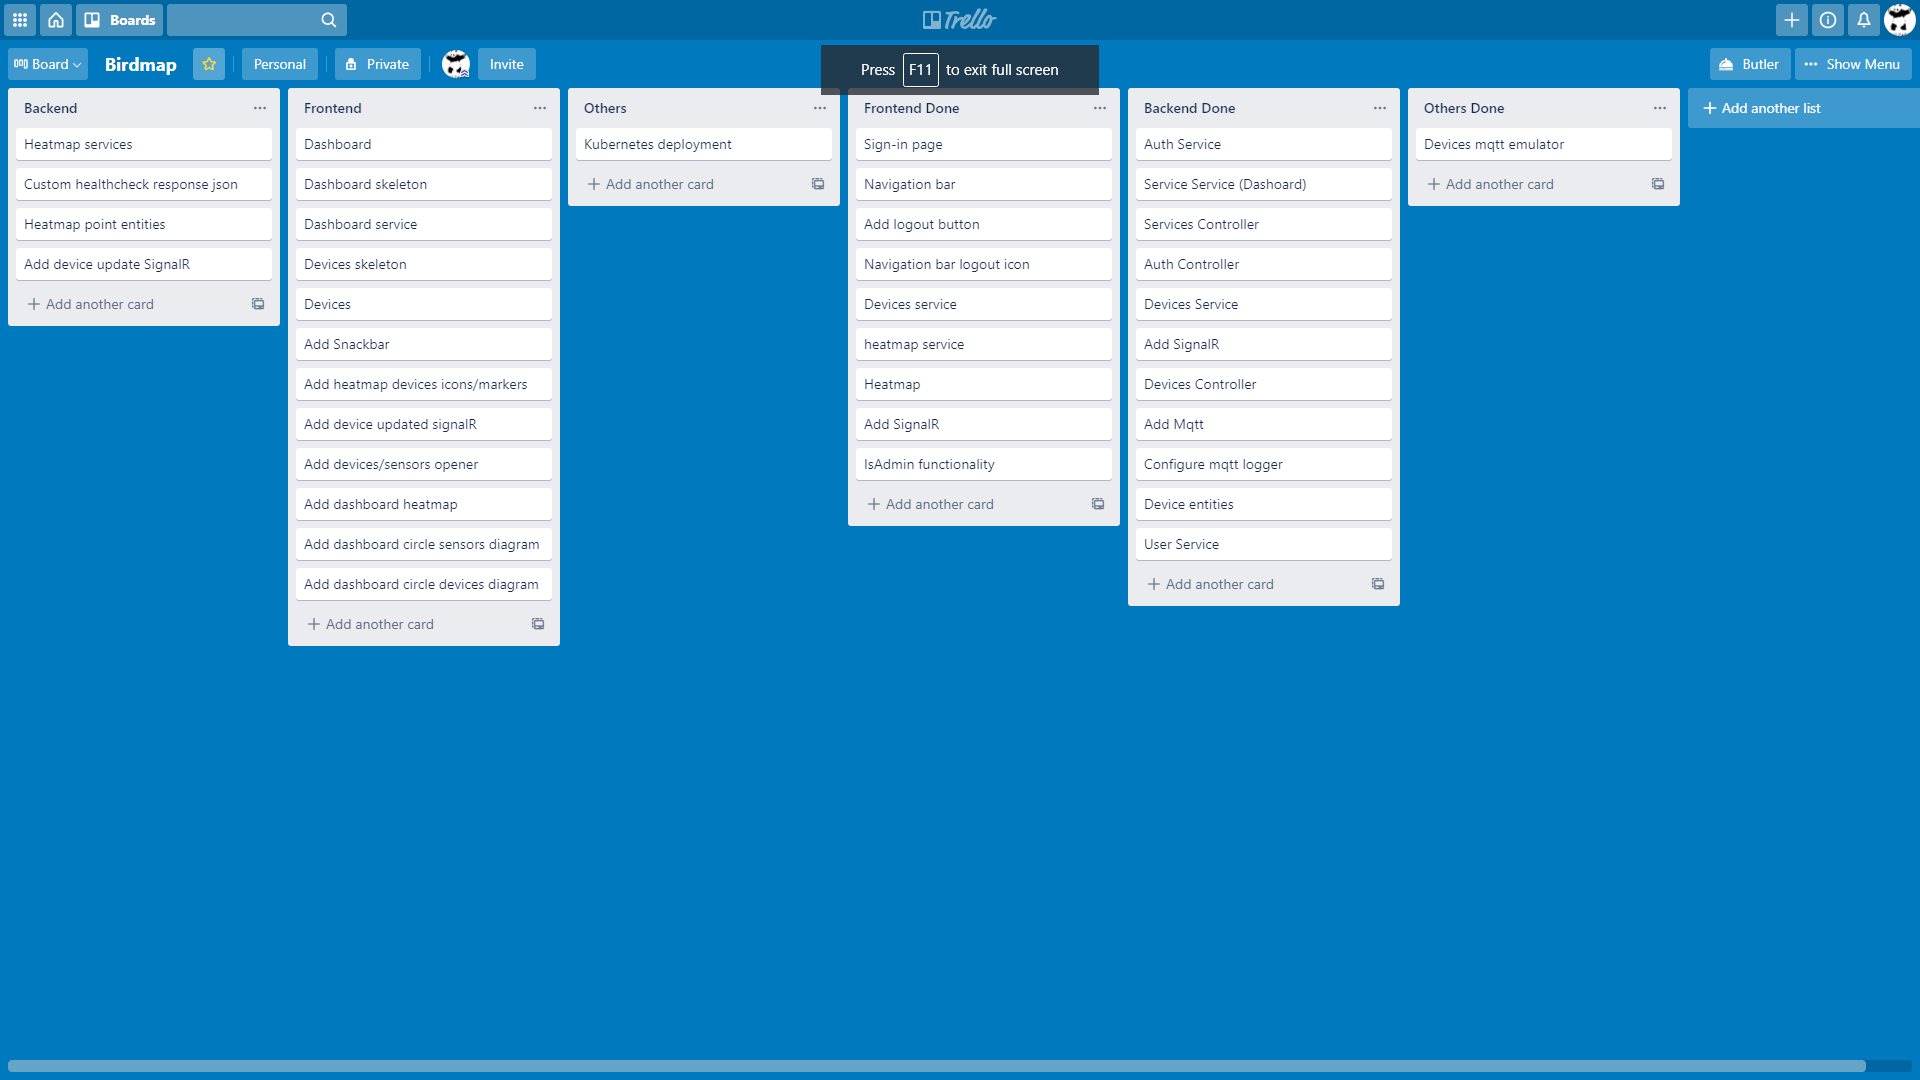 Boards
Trello
Board
Birdmap
Personal
Private
Invite
Press F11 to exit full screen
Butler
Show Menu
Backend
Heatmap services
Custom healthcheck response json
Heatmap point entities
Add device update SignalR
Add another card
Frontend
Dashboard
Dashboard skeleton
Dashboard service
Devices skeleton
Devices
Add Snackbar
Add heatmap devices icons/markers
Add device updated signalR
Add devices/sensors opener
Add dashboard heatmap
Add dashboard circle sensors diagram
Add dashboard circle devices diagram
Add another card
Others
Kubernetes deployment
Add another card
Frontend Done
Sign-in page
Navigation bar
Add logout button
Navigation bar logout icon
Devices service
heatmap service
Heatmap
Add SignalR
IsAdmin functionality
Add another card
Backend Done
Auth Service
Service Service (Dashoard)
Services Controller
Auth Controller
Devices Service
Add SignalR
Devices Controller
Add Mqtt
Configure mqtt logger
Device entities
User Service
Add another card
Others Done
Devices mqtt emulator
Add another card
Add another list